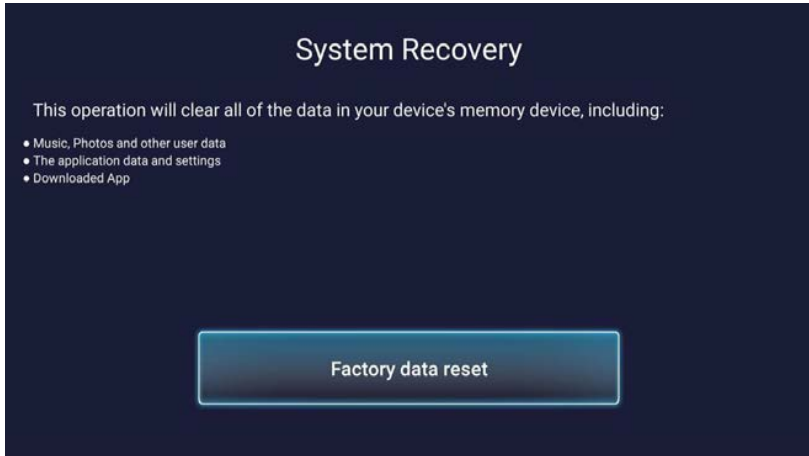 System Recovery
This operation will clear all of the data in your device's memory device, including:
● Music, Photos and other user data
● The application data and settings
● Downloaded App
Factory data reset